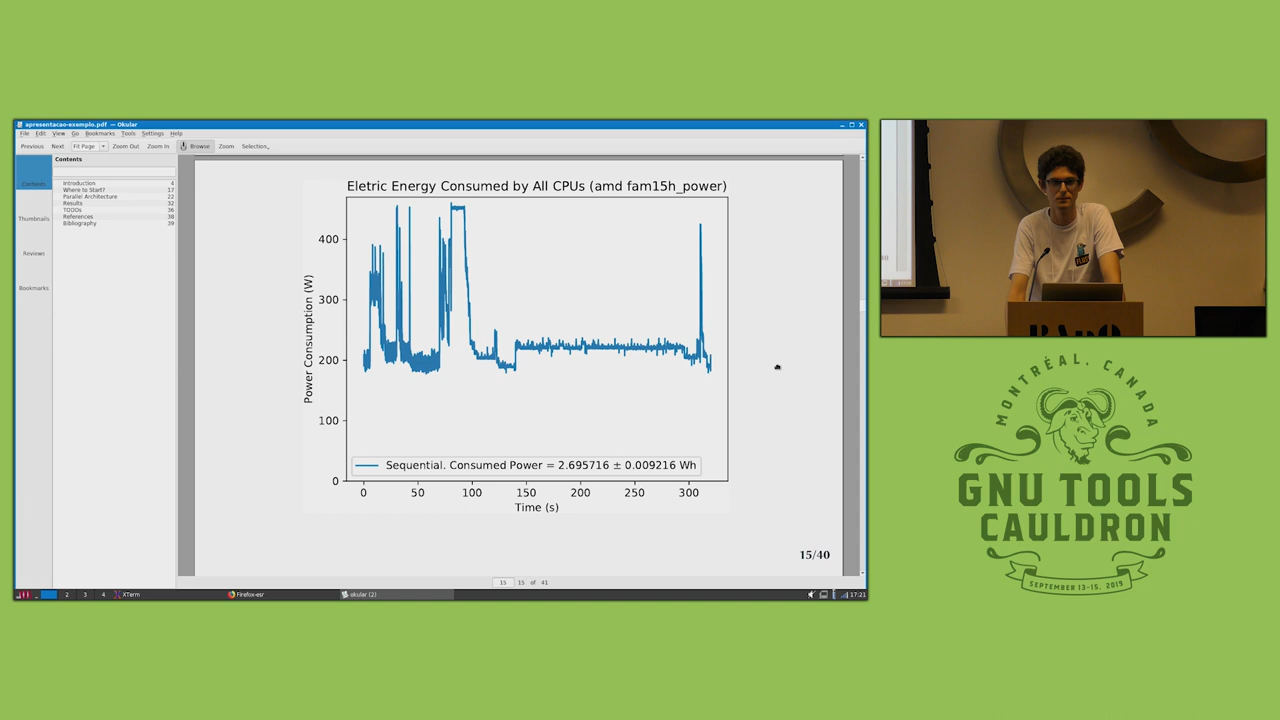 apresentacao-exemplo.pdf — Okular
File Edit View Go Bookmarks Tools Settings Help
Previous Next Fit Page Zoom Out Zoom In Browse Zoom Selection
Contents
Contents
Thumbnails
Reviews
Bookmarks
Introduction 4
Where to Start? 17
Parallel Architecture 22
Results 32
TODOs 36
References 38
Bibliography 39
Eletric Energy Consumed by All CPUs (amd fam15h_power)
Power Consumption (W)
400
300
200
100
0
Sequential. Consumed Power = 2.695716 ± 0.009216 Wh
0 50 100 150 200 250 300
Time (s)
15/40
15 15 of 41
2 3 4 XTerm Firefox-esr okular (2) 17:21
MONTRÉAL, CANADA
GNU TOOLS
CAULDRON
SEPTEMBER 13-15, 2019